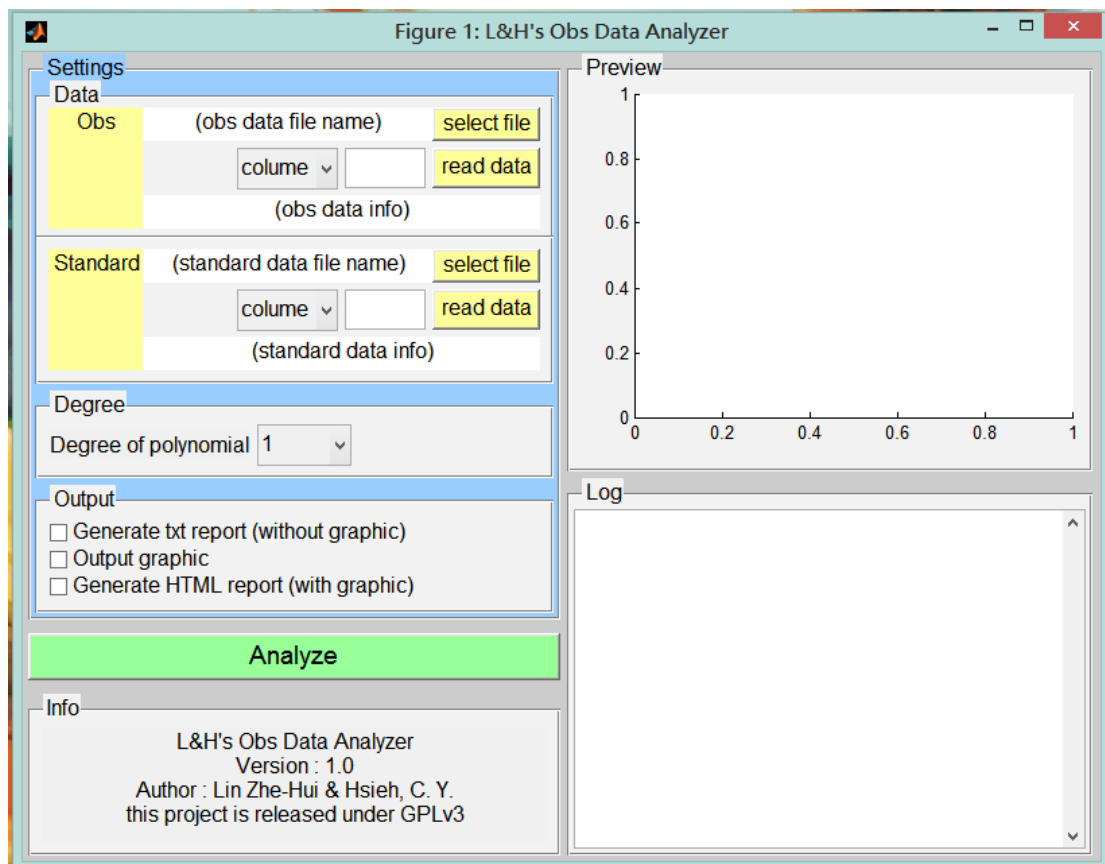 Figure 1: L&H's Obs Data Analyzer
Settings
Data
Obs
(obs data file name)
select file
colume
read data
(obs data info)
Standard
(standard data file name)
select file
colume
read data
(standard data info)
Degree
Degree of polynomial 1
Output
Generate txt report (without graphic)
Output graphic
Generate HTML report (with graphic)
Analyze
Info
L&H's Obs Data Analyzer
Version : 1.0
Author : Lin Zhe-Hui & Hsieh, C. Y.
this project is released under GPLv3
Preview
1
0.8
0.6
0.4
0.2
0
0 0.2 0.4 0.6 0.8 1
Log